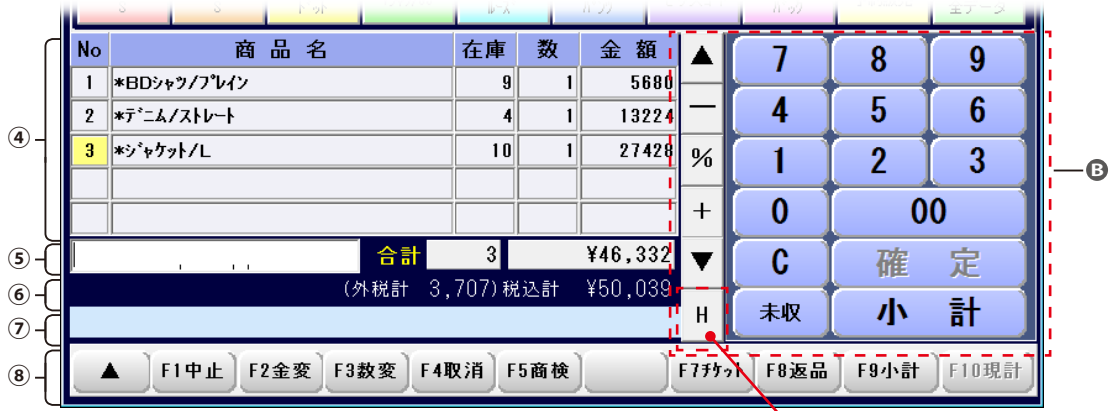 No 商品名 在庫 数 金額
1 *BDシャツ/プレイン 9 1 5680
2 *デニム/ストレート 4 1 13224
3 *ジャケット/L 10 1 27428
合計 3 ¥46,332
(外税計 3,707)税込計 ¥50,039
▲
—
%
+
▼
H
7 8 9
4 5 6
1 2 3
0 00
C 確定
未収 小計
▲ F1中止 F2金変 F3数変 F4取消 F5商検 F7チケット F8返品 F9小計 F10現計
④
⑤
⑥
⑦
⑧
B